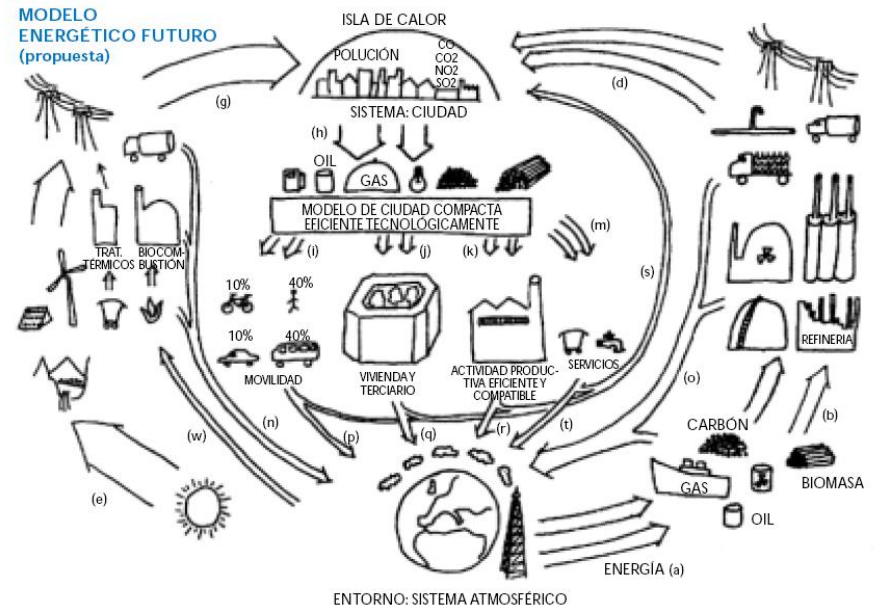 MODELO
ENERGÉTICO FUTURO
(propuesta)
ISLA DE CALOR
POLUCIÓN
CO
CO2
NO2
SO2
SISTEMA: CIUDAD
(g)
(d)
(h)
OIL
GAS
MODELO DE CIUDAD COMPACTA
EFICIENTE TECNOLÓGICAMENTE
(m)
(i)
(j)
(k)
(s)
TRAT.
TÉRMICOS
BIOCOM-
BUSTIÓN
10%
40%
10%
40%
MOVILIDAD
VIVIENDA Y
TERCIARIO
ACTIVIDAD PRODUC-
TIVA EFICIENTE Y
COMPATIBLE
SERVICIOS
REFINERIA
(o)
(b)
(w)
(n)
(p)
(q)
(r)
(t)
(e)
CARBÓN
GAS
BIOMASA
OIL
ENERGÍA (a)
ENTORNO: SISTEMA ATMOSFÉRICO